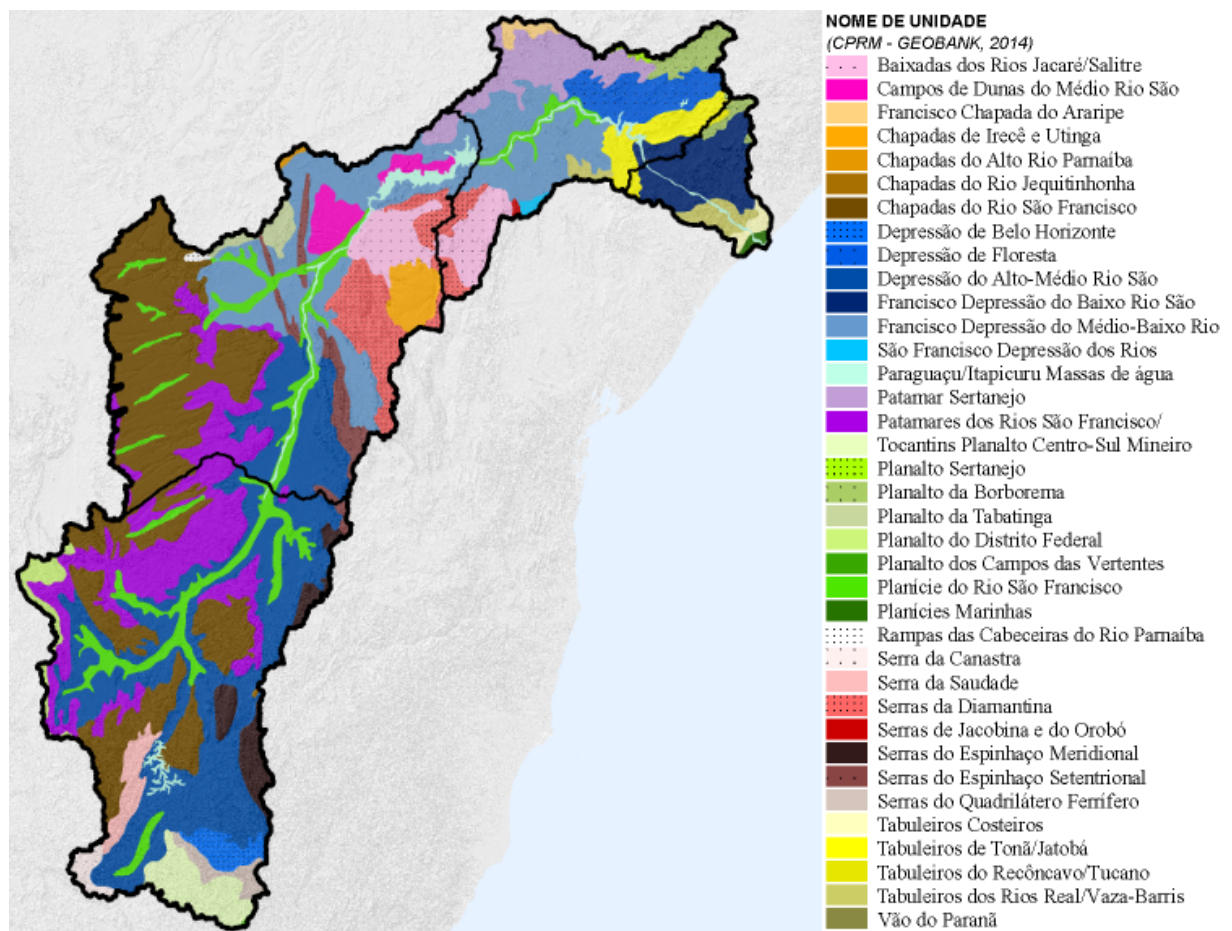 NOME DE UNIDADE
(CPRM - GEOBANK, 2014)
Baixadas dos Rios Jacaré/Salitre
Campos de Dunas do Médio Rio São
Francisco Chapada do Araripe
Chapadas de Irecê e Utinga
Chapadas do Alto Rio Parnaíba
Chapadas do Rio Jequitinhonha
Chapadas do Rio São Francisco
Depressão de Belo Horizonte
Depressão de Floresta
Depressão do Alto-Médio Rio São
Francisco Depressão do Baixo Rio São
Francisco Depressão do Médio-Baixo Rio
São Francisco Depressão dos Rios
Paraguaçu/Itapicuru Massas de água
Patamar Sertanejo
Patamares dos Rios São Francisco/
Tocantins Planalto Centro-Sul Mineiro
Planalto Sertanejo
Planalto da Borborema
Planalto da Tabatinga
Planalto do Distrito Federal
Planalto dos Campos das Vertentes
Planície do Rio São Francisco
Planícies Marinhas
Rampas das Cabeceiras do Rio Parnaíba
Serra da Canastra
Serra da Saudade
Serras da Diamantina
Serras de Jacobina e do Orobó
Serras do Espinhaço Meridional
Serras do Espinhaço Setentrional
Serras do Quadrilátero Ferrífero
Tabuleiros Costeiros
Tabuleiros de Tonã/Jatobá
Tabuleiros do Recôncavo/Tucano
Tabuleiros dos Rios Real/Vaza-Barris
Vão do Paranã